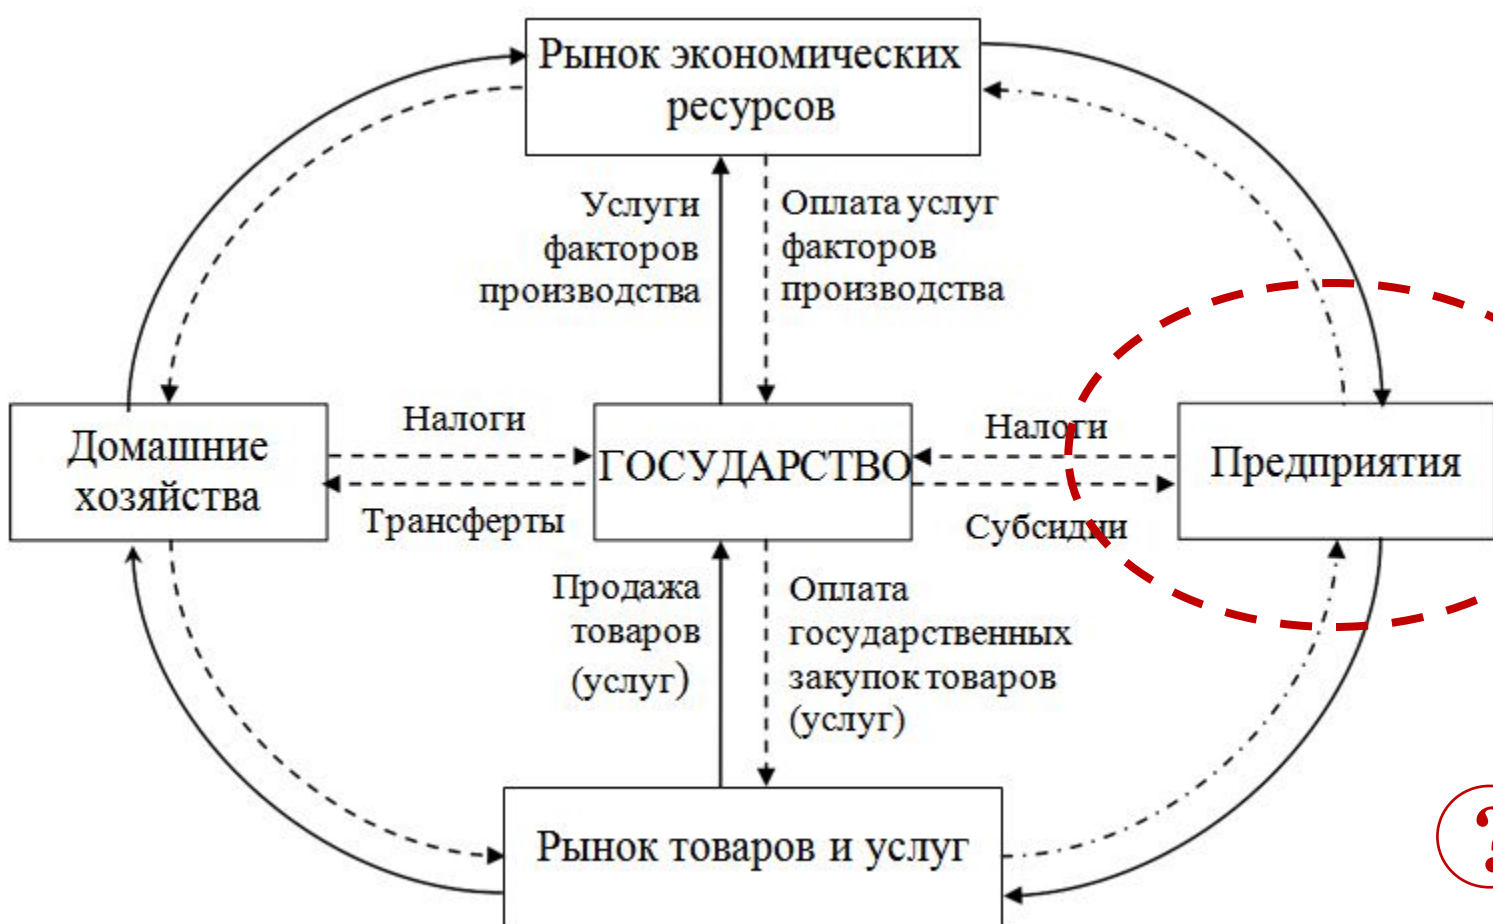 Рынок экономических
ресурсов
Услуги
факторов
производства
Оплата услуг
факторов
производства
Домашние
хозяйства
Налоги
Трансферты
ГОСУДАРСТВО
Налоги
Субсидии
Предприятия
Продажа
товаров
(услуг)
Оплата
государственных
закупок товаров
(услуг)
Рынок товаров и услуг
?